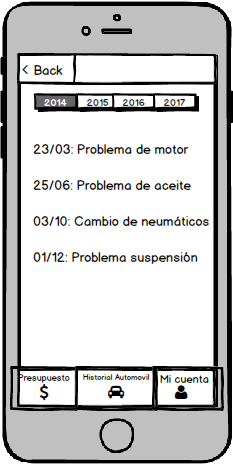 < Back
2014 2015 2016 2017
23/03: Problema de motor
25/06: Problema de aceite
03/10: Cambio de neumáticos
01/12: Problema suspensión
Presupuesto Historial Automovil Mi cuenta
$